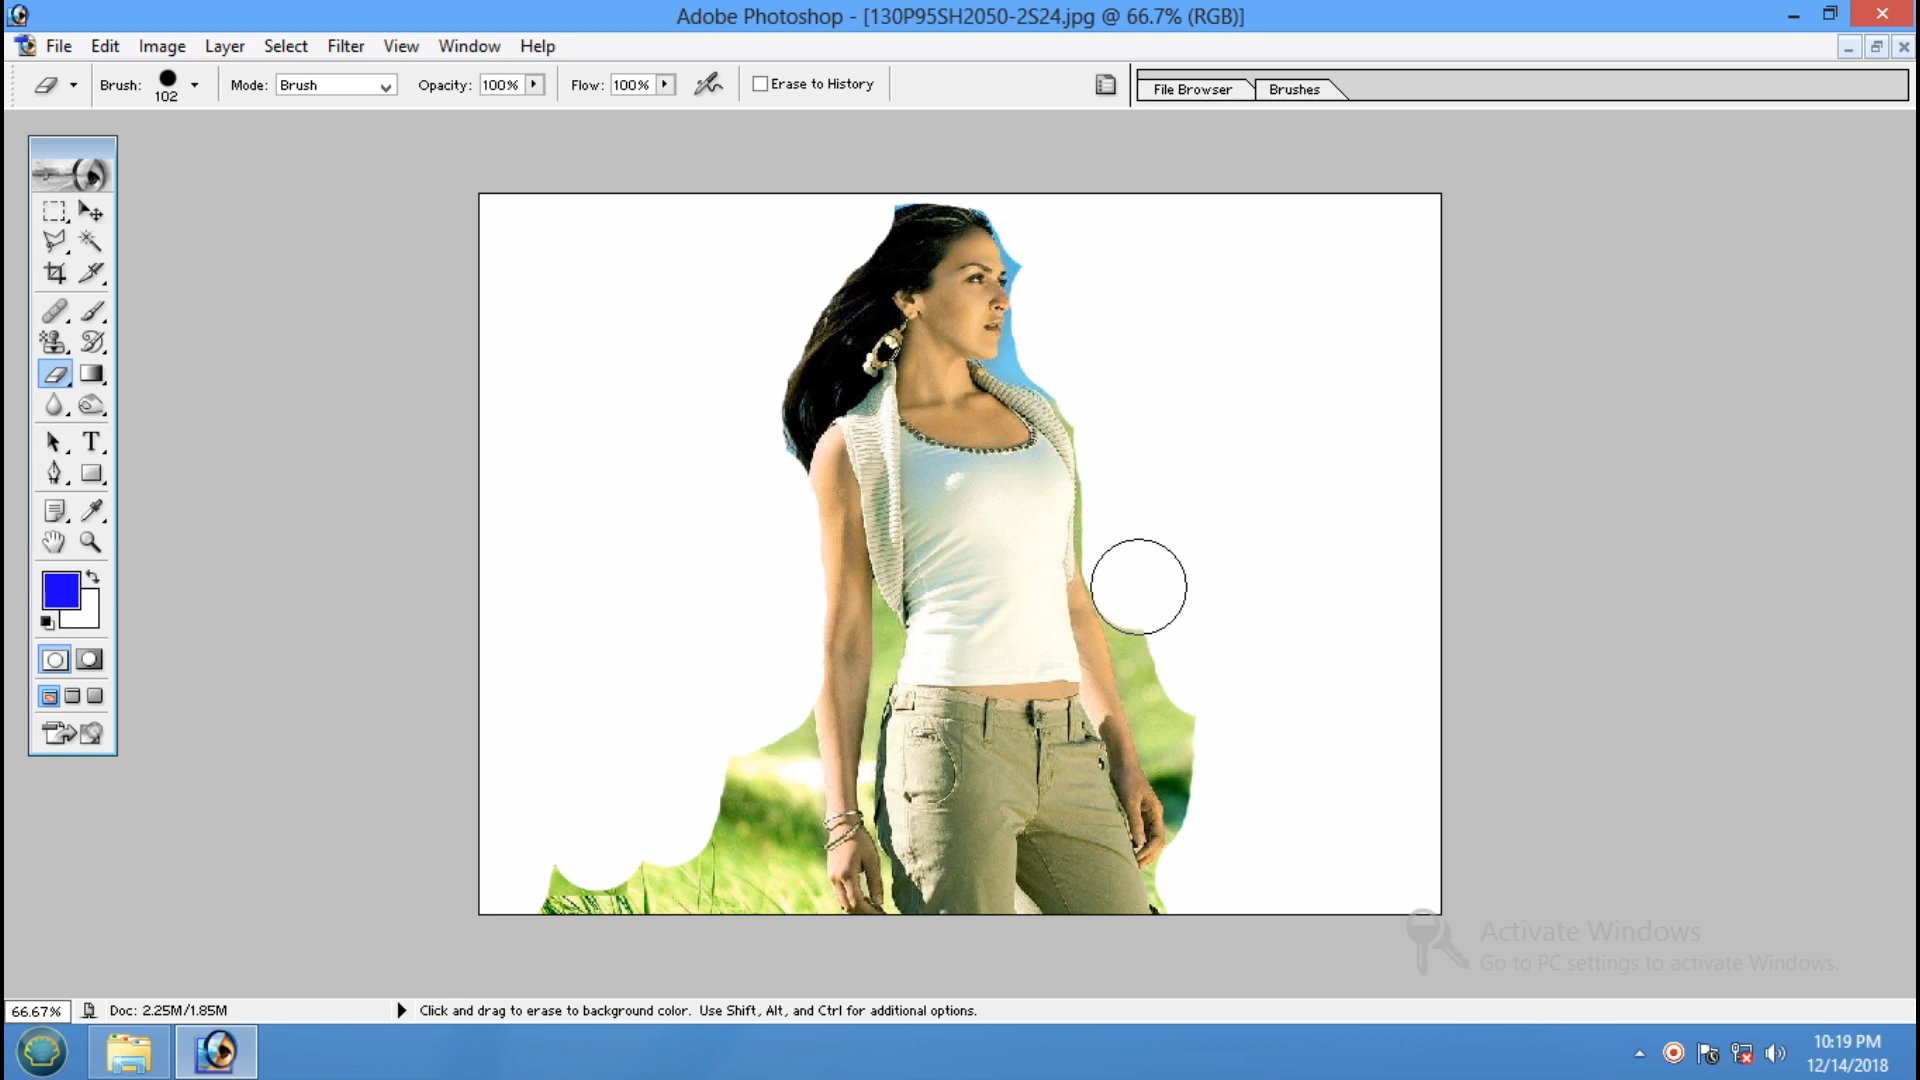 Adobe Photoshop - [130P95SH2050-2S24.jpg @ 66.7% (RGB)]
File Edit Image Layer Select Filter View Window Help
Brush: 102 Mode: Brush Opacity: 100% Flow: 100% Erase to History File Browser Brushes
T
Activate Windows
Go to PC settings to activate Windows.
66.67% Doc: 2.25M/1.85M Click and drag to erase to background color. Use Shift, Alt, and Ctrl for additional options.
10:19 PM
12/14/2018